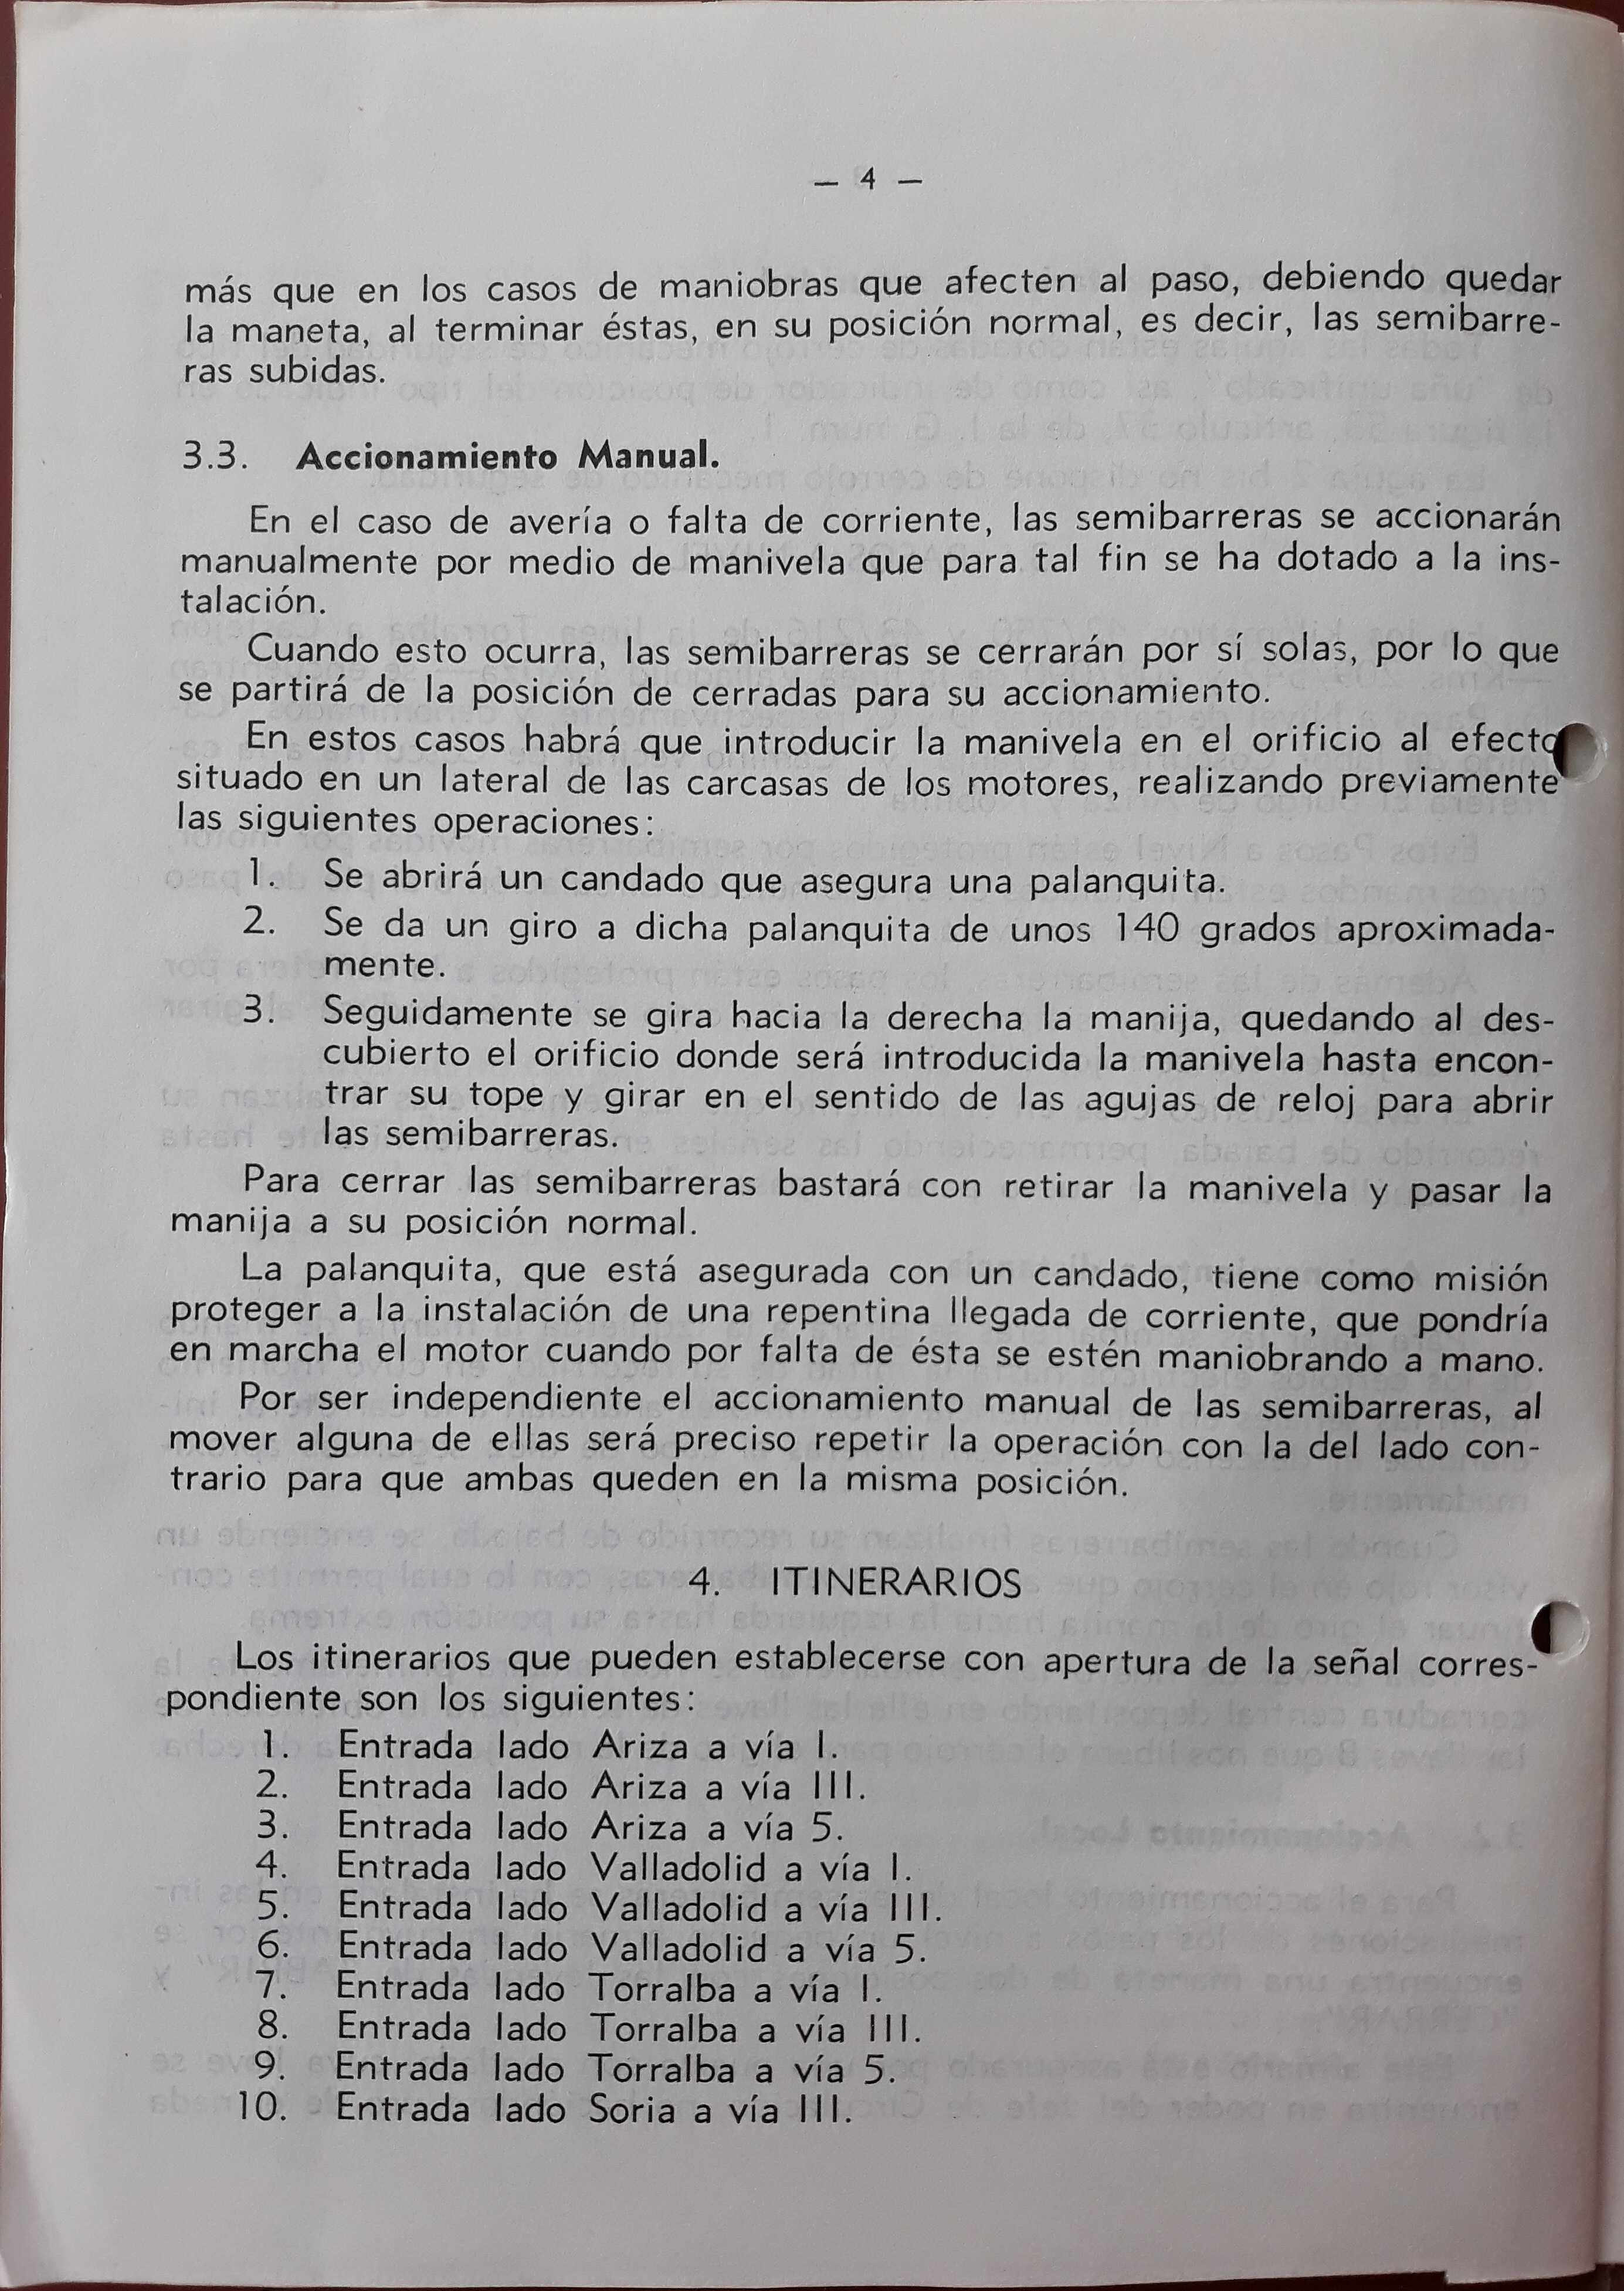 — 4 —
más que en los casos de maniobras que afecten al paso, debiendo quedar
la maneta, al terminar éstas, en su posición normal, es decir, las semibarre-
ras subidas.
3.3. Accionamiento Manual.
En el caso de avería o falta de corriente, las semibarreras se accionarán
manualmente por medio de manivela que para tal fin se ha dotado a la ins-
talación.
Cuando esto ocurra, las semibarreras se cerrarán por sí solas, por lo que
se partirá de la posición de cerradas para su accionamiento.
En estos casos habrá que introducir la manivela en el orificio al efecto
situado en un lateral de las carcasas de los motores, realizando previamente
las siguientes operaciones:
1. Se abrirá un candado que asegura una palanquita.
2. Se da un giro a dicha palanquita de unos 140 grados aproximada-
mente.
3. Seguidamente se gira hacia la derecha la manija, quedando al des-
cubierto el orificio donde será introducida la manivela hasta encon-
trar su tope y girar en el sentido de las agujas de reloj para abrir
las semibarreras.
Para cerrar las semibarreras bastará con retirar la manivela y pasar la
manija a su posición normal.
La palanquita, que está asegurada con un candado, tiene como misión
proteger a la instalación de una repentina llegada de corriente, que pondría
en marcha el motor cuando por falta de ésta se estén maniobrando a mano.
Por ser independiente el accionamiento manual de las semibarreras, al
mover alguna de ellas será preciso repetir la operación con la del lado con-
trario para que ambas queden en la misma posición.
4. ITINERARIOS
Los itinerarios que pueden establecerse con apertura de la señal corres-
pondiente son los siguientes:
1. Entrada lado Ariza a vía I.
2. Entrada lado Ariza a vía III.
3. Entrada lado Ariza a vía 5.
4. Entrada lado Valladolid a vía I.
5. Entrada lado Valladolid a vía III.
6. Entrada lado Valladolid a vía 5.
7. Entrada lado Torralba a vía I.
8. Entrada lado Torralba a vía III.
9. Entrada lado Torralba a vía 5.
10. Entrada lado Soria a vía III.